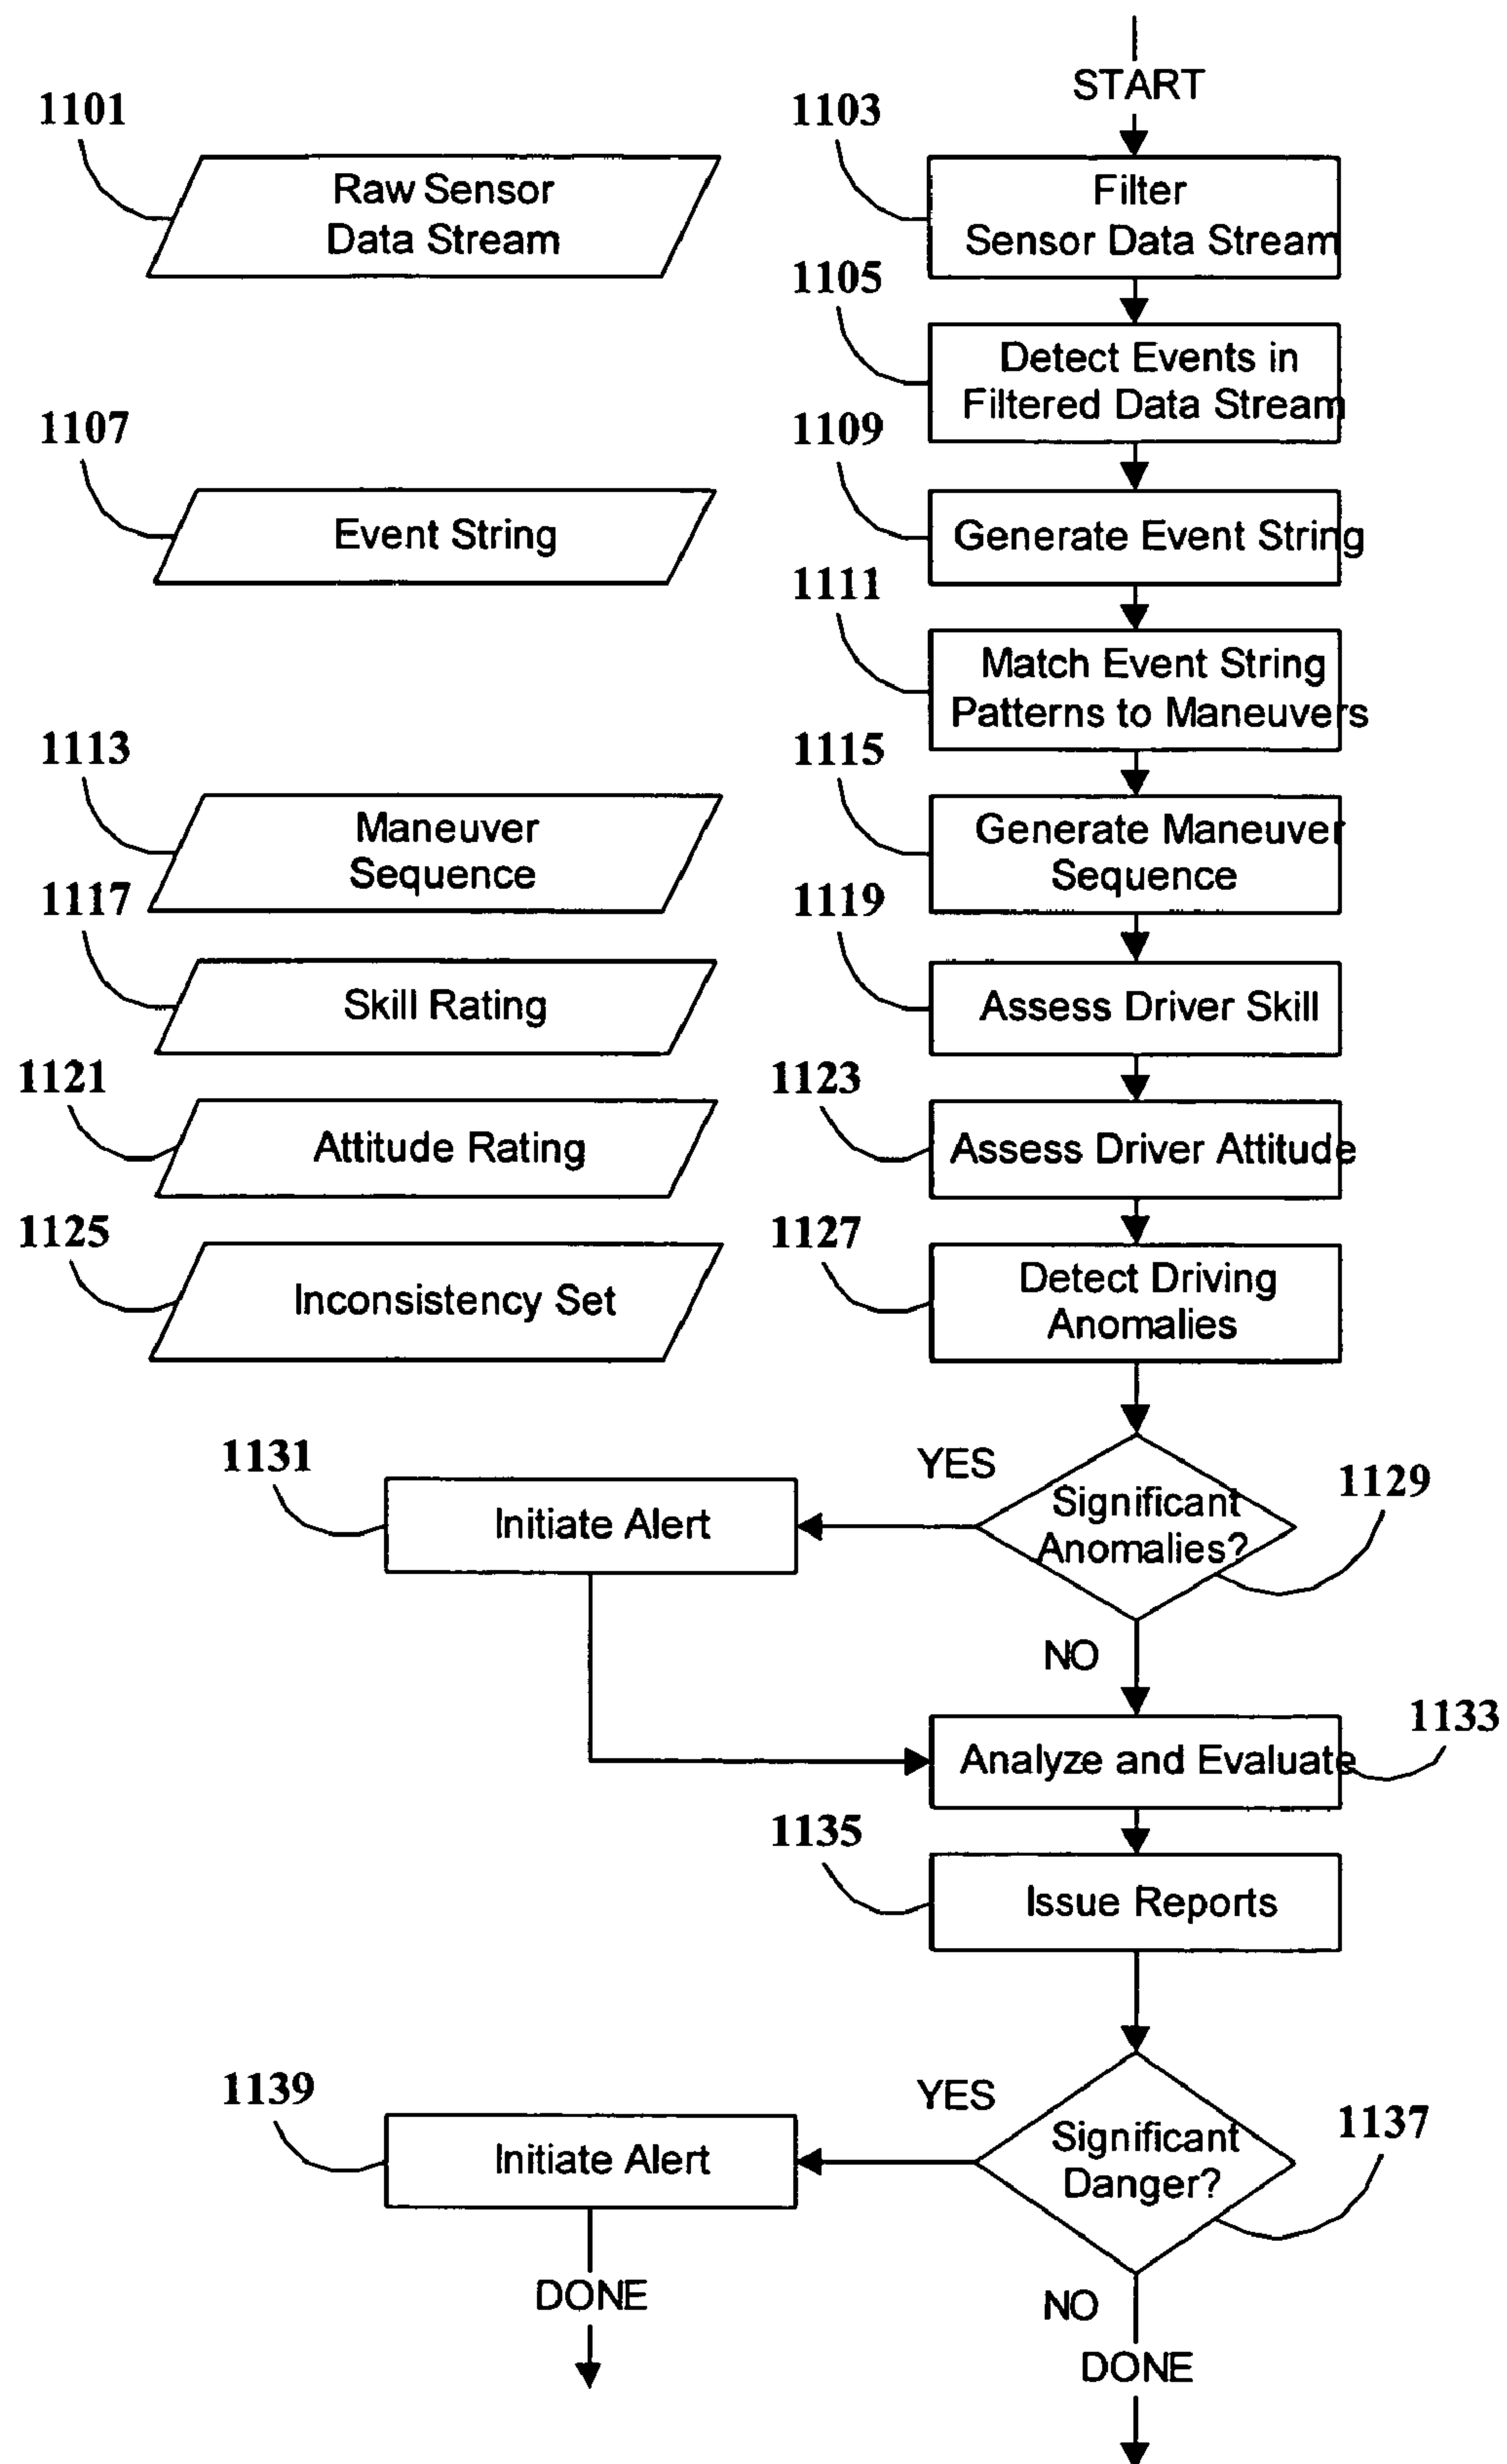 START
1101
1103
Raw Sensor
Data Stream
Filter
Sensor Data Stream
1105
Detect Events in
Filtered Data Stream
1107
1109
Event String
Generate Event String
1111
Match Event String
Patterns to Maneuvers
1113
1115
Maneuver
Sequence
Generate Maneuver
Sequence
1117
1119
Skill Rating
Assess Driver Skill
1121
1123
Attitude Rating
Assess Driver Attitude
1125
1127
Inconsistency Set
Detect Driving
Anomalies
1131
YES
1129
Initiate Alert
Significant
Anomalies?
NO
1133
Analyze and Evaluate
1135
Issue Reports
1139
YES
1137
Initiate Alert
Significant
Danger?
DONE
NO
DONE